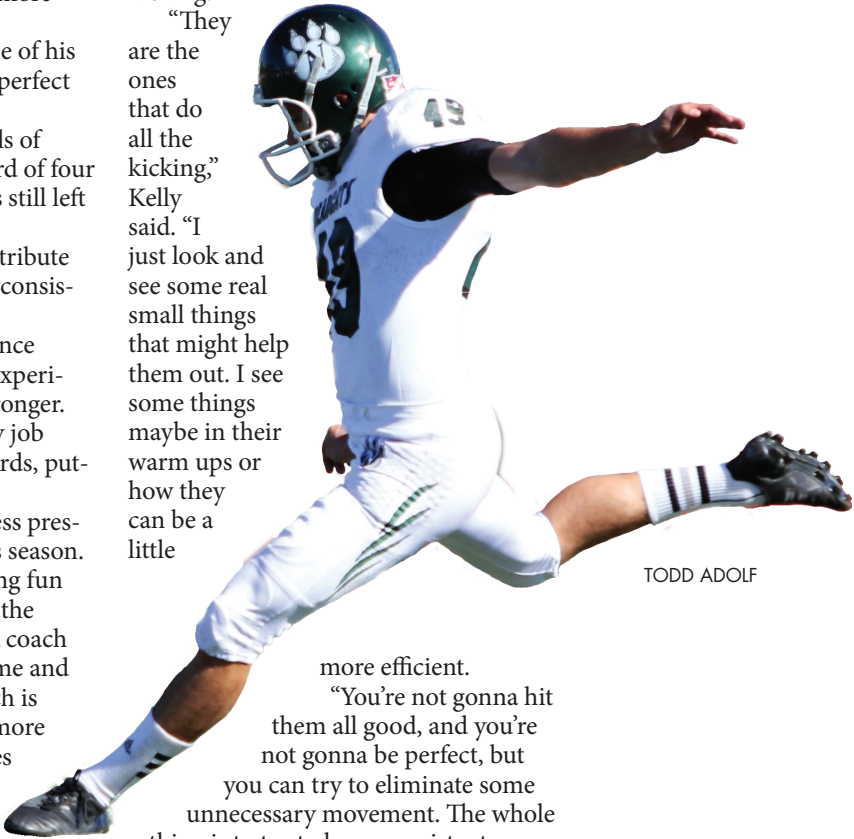 e of his
perfect
ls of
rd of four
s still left
tribute
consis-
nce
xperi-
onger.
y job
rds, put-
ess pres-
s season.
ng fun
the
coach
me and
h is
more
es
“They
are the
ones
that do
all the
kicking,”
Kelly
said. “I
just look and
see some real
small things
that might help
them out. I see
some things
maybe in their
warm ups or
how they
can be a
little
more efficient.
“You’re not gonna hit
them all good, and you’re
not gonna be perfect, but
you can try to eliminate some
unnecessary movement. The whole
49
TODD ADOLF